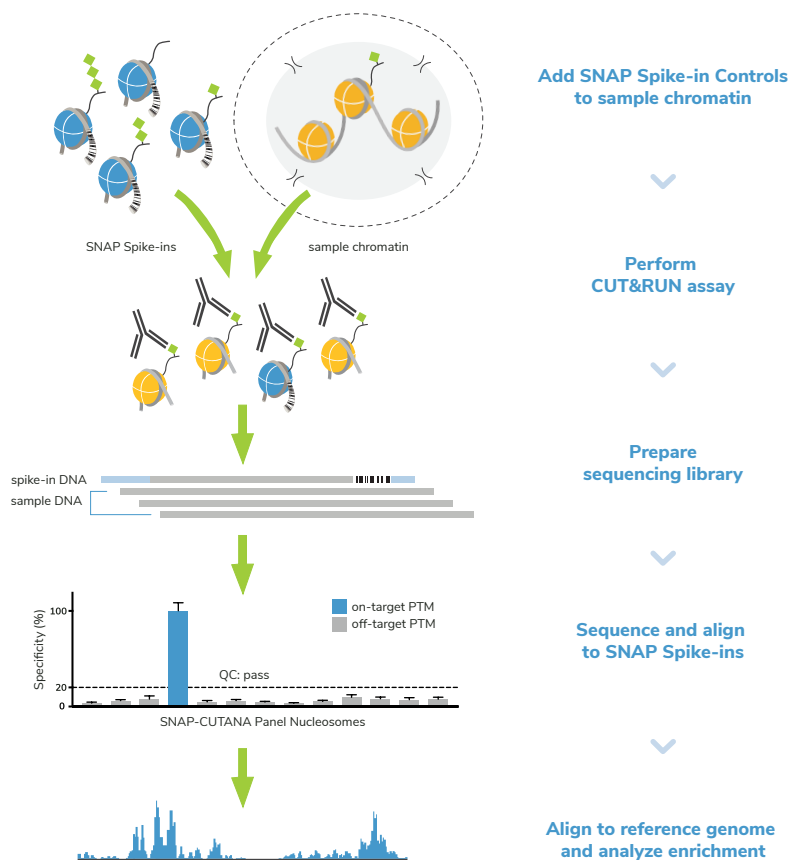 Add SNAP Spike-in Controls
to sample chromatin
SNAP Spike-ins
sample chromatin
Perform
CUT&RUN assay
Prepare
sequencing library
spike-in DNA
sample DNA
Sequence and align
to SNAP Spike-ins
Specificity (%)
100
20
0
on-target PTM
off-target PTM
QC: pass
SNAP-CUTANA Panel Nucleosomes
Align to reference genome
and analyze enrichment